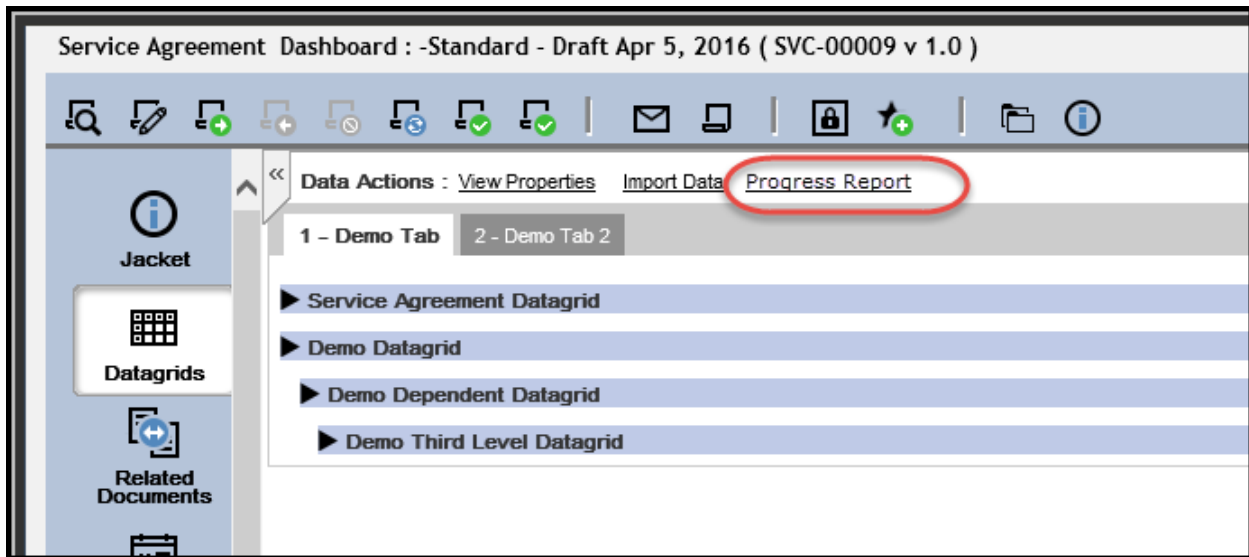 Service Agreement Dashboard : -Standard - Draft Apr 5, 2016 ( SVC-00009 v 1.0 )
Data Actions : View Properties Import Data Progress Report
1 – Demo Tab 2 – Demo Tab 2
Jacket
Service Agreement Datagrid
Demo Datagrid
Datagrids
Demo Dependent Datagrid
Demo Third Level Datagrid
Related
Documents